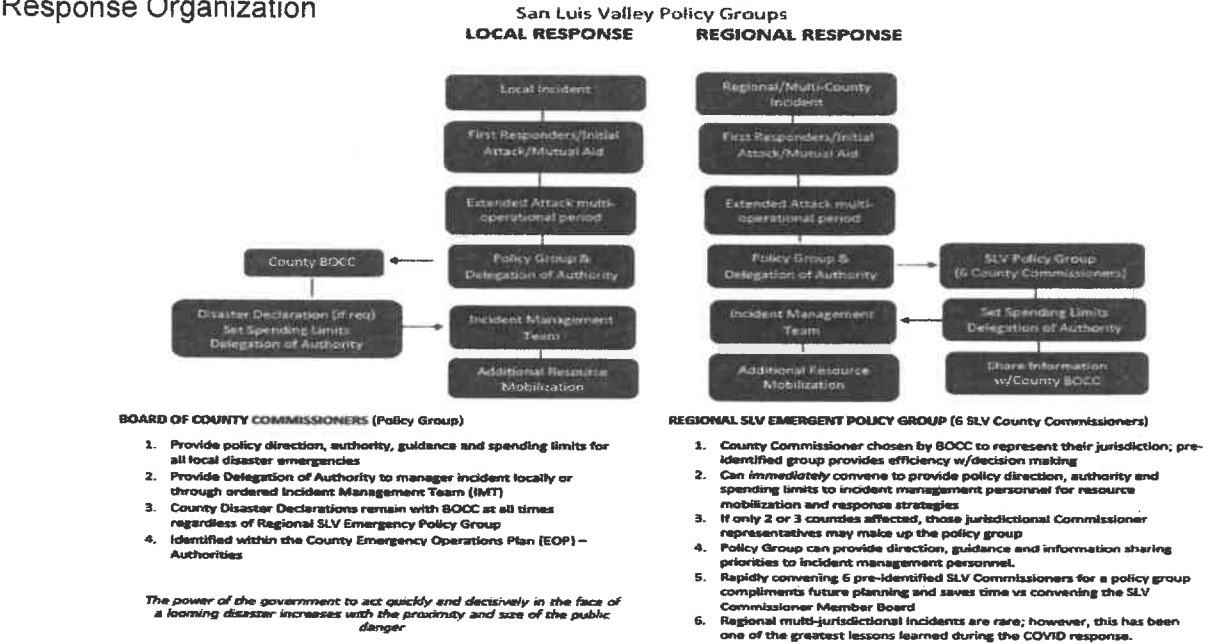 Response Organization
San Luis Valley Policy Groups
LOCAL RESPONSE
REGIONAL RESPONSE
Local Incident
First Responders/Initial
Attack/Mutual Aid
Extended Attack multi-
operational period
Policy Group &
Delegation of Authority
County BOCC
Disaster Declaration (if req)
Set Spending Limits
Delegation of Authority
Incident Management
Team
Additional Resource
Mobilization
Regional/Multi-County
Incident
First Responders/Initial
Attack/Mutual Aid
Extended Attack multi-
operational period
Policy Group &
Delegation of Authority
SLV Policy Group
(6 County Commissioners)
Set Spending Limits
Delegation of Authority
Incident Management
Team
Share Information
w/County BOCC
Additional Resource
Mobilization
BOARD OF COUNTY COMMISSIONERS (Policy Group)
1. Provide policy direction, authority, guidance and spending limits for
all local disaster emergencies
2. Provide Delegation of Authority to manager incident locally or
through ordered Incident Management Team (IMT)
3. County Disaster Declarations remain with BOCC at all times
regardless of Regional SLV Emergency Policy Group
4. Identified within the County Emergency Operations Plan (EOP) –
Authorities
The power of the government to act quickly and decisively in the face of
a looming disaster increases with the proximity and size of the public
danger
REGIONAL SLV EMERGENT POLICY GROUP (6 SLV County Commissioners)
1. County Commissioner chosen by BOCC to represent their jurisdiction; pre-
identified group provides efficiency w/decision making
2. Can immediately convene to provide policy direction, authority and
spending limits to incident management personnel for resource
mobilization and response strategies
3. If only 2 or 3 counties affected, those jurisdictional Commissioner
representatives may make up the policy group
4. Policy Group can provide direction, guidance and information sharing
priorities to incident management personnel.
5. Rapidly convening 6 pre-identified SLV Commissioners for a policy group
compliments future planning and saves time vs convening the SLV
Commissioner Member Board
6. Regional multi-jurisdictional incidents are rare; however, this has been
one of the greatest lessons learned during the COVID response.